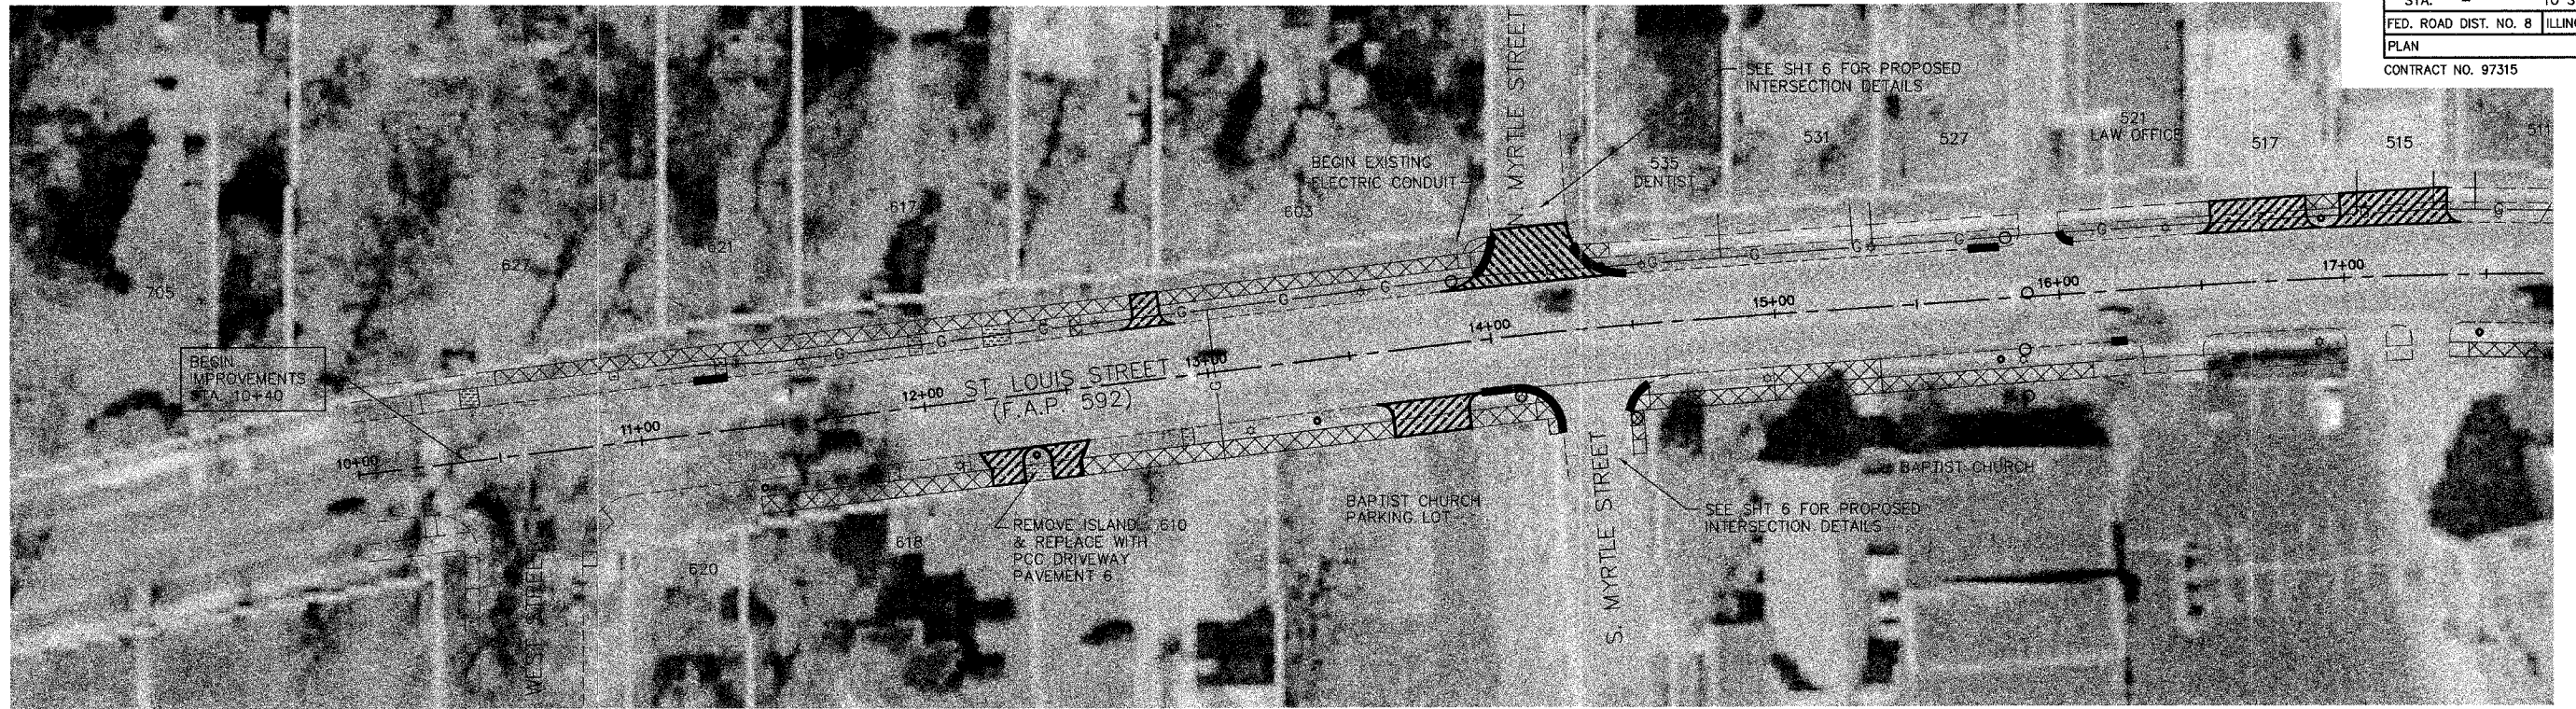 STA. -
FED. ROAD DIST. NO. 8
PLAN
CONTRACT NO. 97315
N. MYRTLE STREET
SEE SHT 6 FOR PROPOSED
INTERSECTION DETAILS
BEGIN EXISTING
ELECTRIC CONDUIT
535
DENTIST
531
527
521
LAW OFFICE
517
515
511
603
617
621
627
705
G G G G G G G G G G G G
BEGIN
IMPROVEMENTS
STA. 10+40
10+00
11+00
12+00
13+00
14+00
15+00
16+00
17+00
ST. LOUIS STREET
(F.A.P. 592)
WEST STREET
620
618
REMOVE ISLAND
& REPLACE WITH
PCC DRIVEWAY
PAVEMENT 6
610
BAPTIST CHURCH
PARKING LOT
S. MYRTLE STREET
SEE SHT 6 FOR PROPOSED
INTERSECTION DETAILS
BAPTIST CHURCH